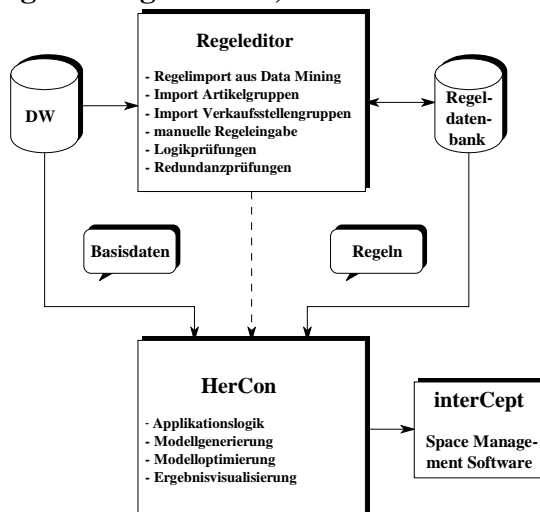 Regeleditor
- Regelimport aus Data Mining
- Import Artikelgruppen
- Import Verkaufsstellengruppen
- manuelle Regeleingabe
- Logikprüfungen
- Redundanzprüfungen
DW
Regel-
daten-
bank
Basisdaten
Regeln
HerCon
- Applikationslogik
- Modellgenerierung
- Modelloptimierung
- Ergebnisvisualisierung
interCept
Space Manage-
ment Software